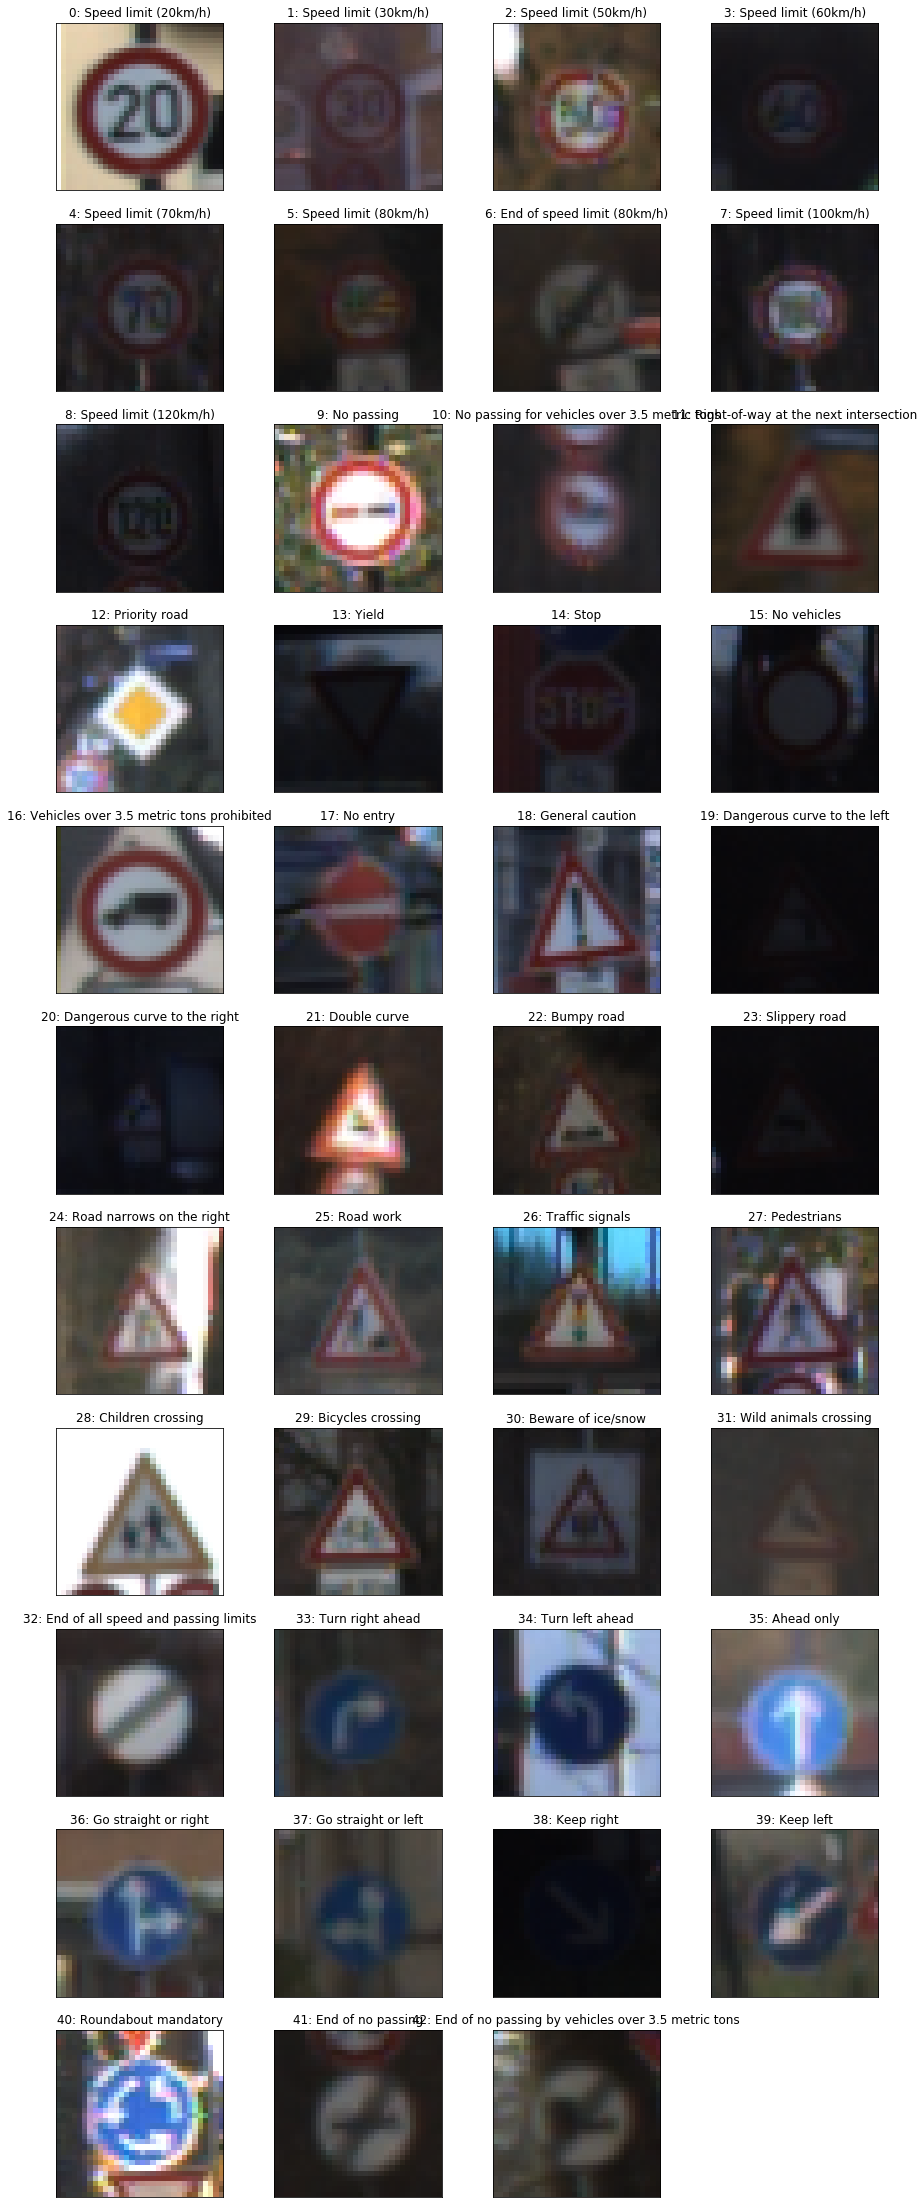 0: Speed limit (20km/h)
1: Speed limit (30km/h)
2: Speed limit (50km/h)
3: Speed limit (60km/h)
20
30
4: Speed limit (70km/h)
5: Speed limit (80km/h)
6: End of speed limit (80km/h)
7: Speed limit (100km/h)
70
8: Speed limit (120km/h)
9: No passing
10: No passing for vehicles over 3.5 metric tons
11: Right-of-way at the next intersection
12: Priority road
13: Yield
14: Stop
15: No vehicles
STOP
16: Vehicles over 3.5 metric tons prohibited
17: No entry
18: General caution
19: Dangerous curve to the left
20: Dangerous curve to the right
21: Double curve
22: Bumpy road
23: Slippery road
24: Road narrows on the right
25: Road work
26: Traffic signals
27: Pedestrians
28: Children crossing
29: Bicycles crossing
30: Beware of ice/snow
31: Wild animals crossing
32: End of all speed and passing limits
33: Turn right ahead
34: Turn left ahead
35: Ahead only
36: Go straight or right
37: Go straight or left
38: Keep right
39: Keep left
40: Roundabout mandatory
41: End of no passing
42: End of no passing by vehicles over 3.5 metric tons